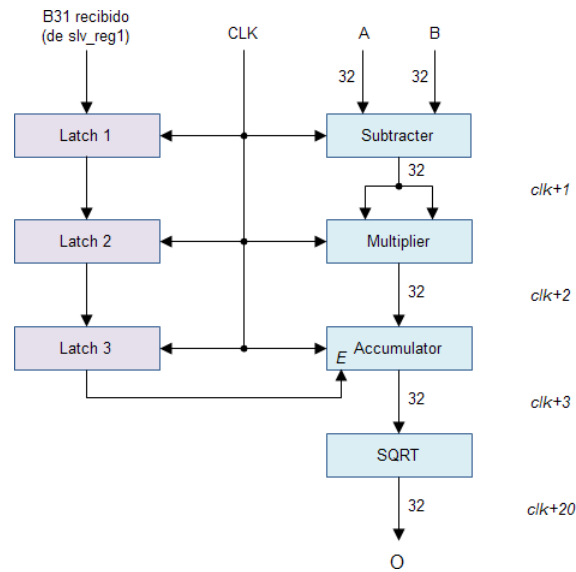 B31 recibido
(de slv_reg1)
CLK
A
B
32
32
Latch 1
Subtracter
32
clk+1
Latch 2
Multiplier
32
clk+2
Latch 3
E
Accumulator
32
clk+3
SQRT
32
clk+20
O